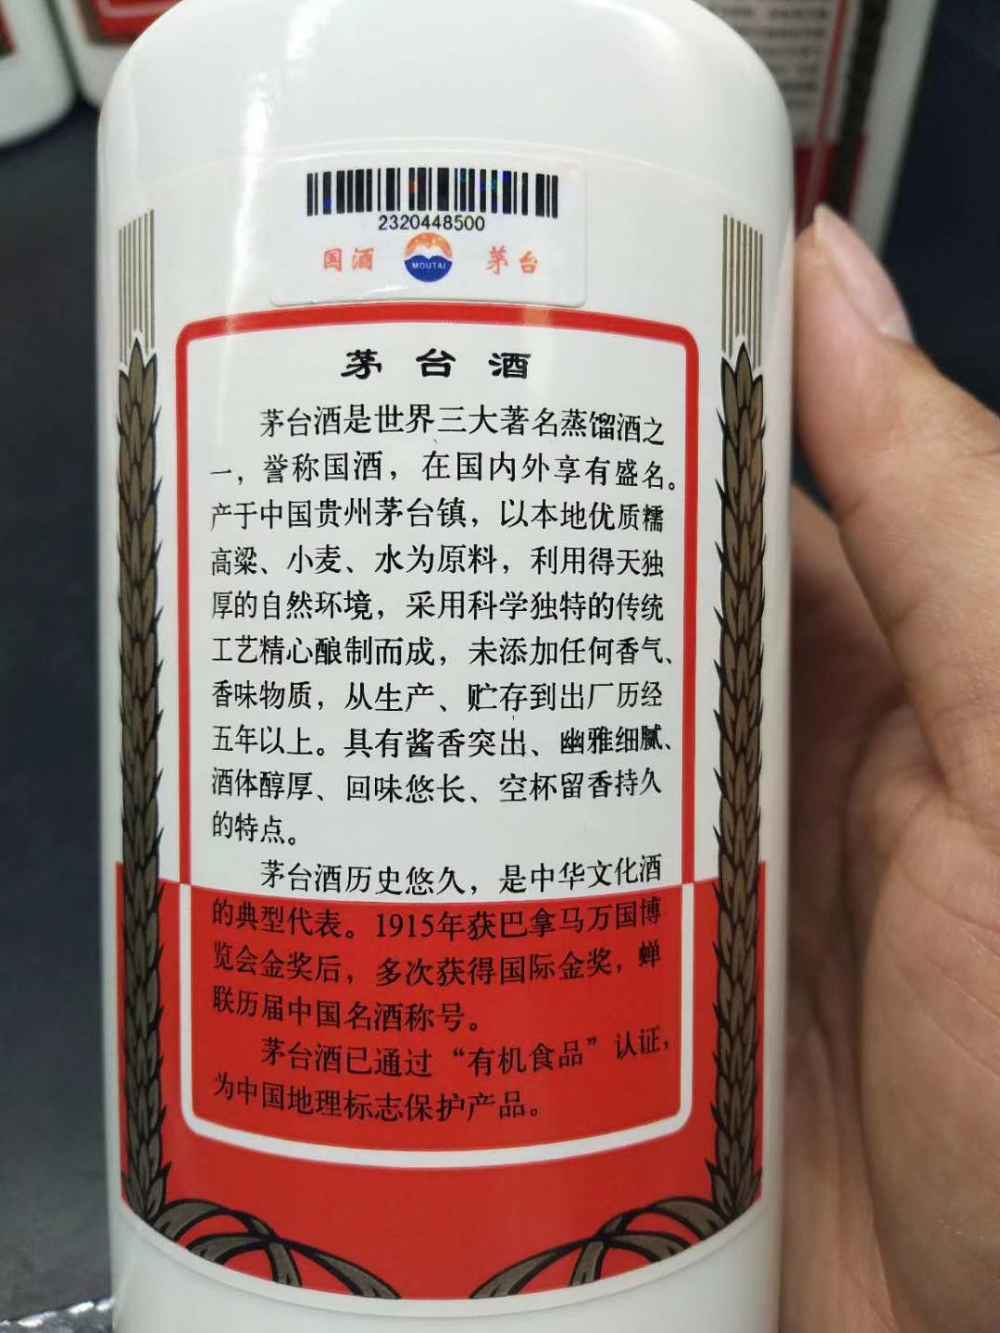 2320448500
国酒 MOUTAI 茅台
茅台酒
茅台酒是世界三大著名蒸馏酒之
一，誉称国酒，在国内外享有盛名。
产于中国贵州茅台镇，以本地优质糯
高粱、小麦、水为原料，利用得天独
厚的自然环境，采用科学独特的传统
工艺精心酿制而成，未添加任何香气、
香味物质，从生产、贮存到出厂历经
五年以上。具有酱香突出、幽雅细腻、
酒体醇厚、回味悠长、空杯留香持久
的特点。
茅台酒历史悠久，是中华文化酒
的典型代表。1915年获巴拿马万国博
览会金奖后，多次获得国际金奖，蝉
联历届中国名酒称号。
茅台酒已通过“有机食品”认证，
为中国地理标志保护产品。